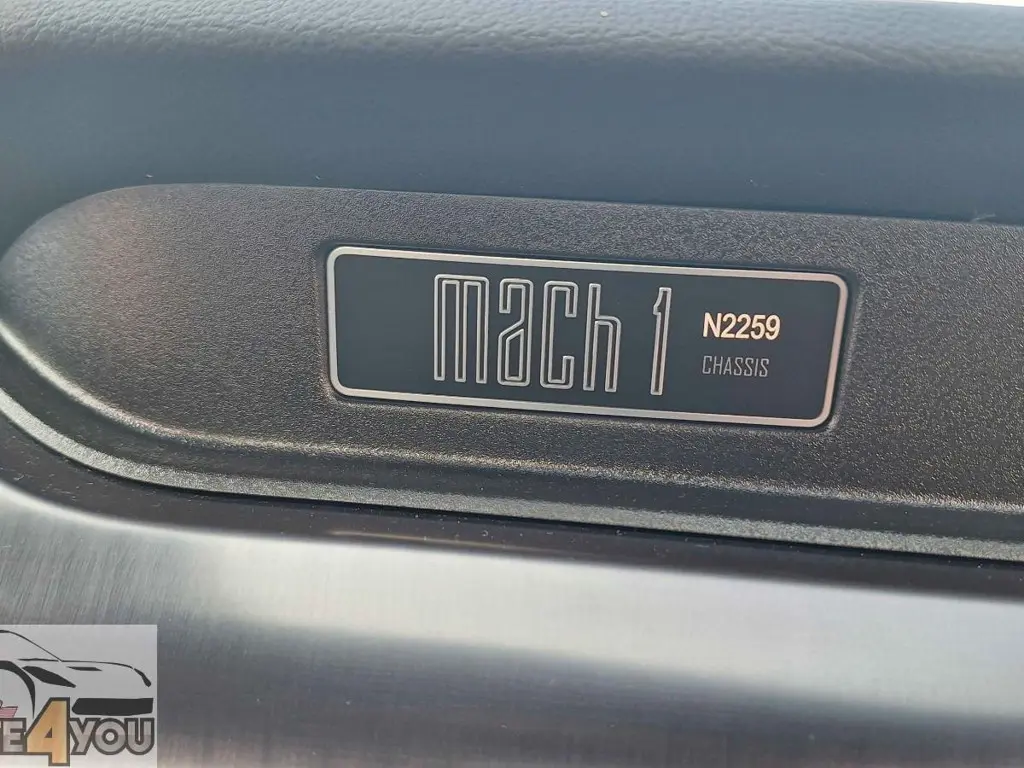 mach 1
N2259
CHASSIS
4YOU